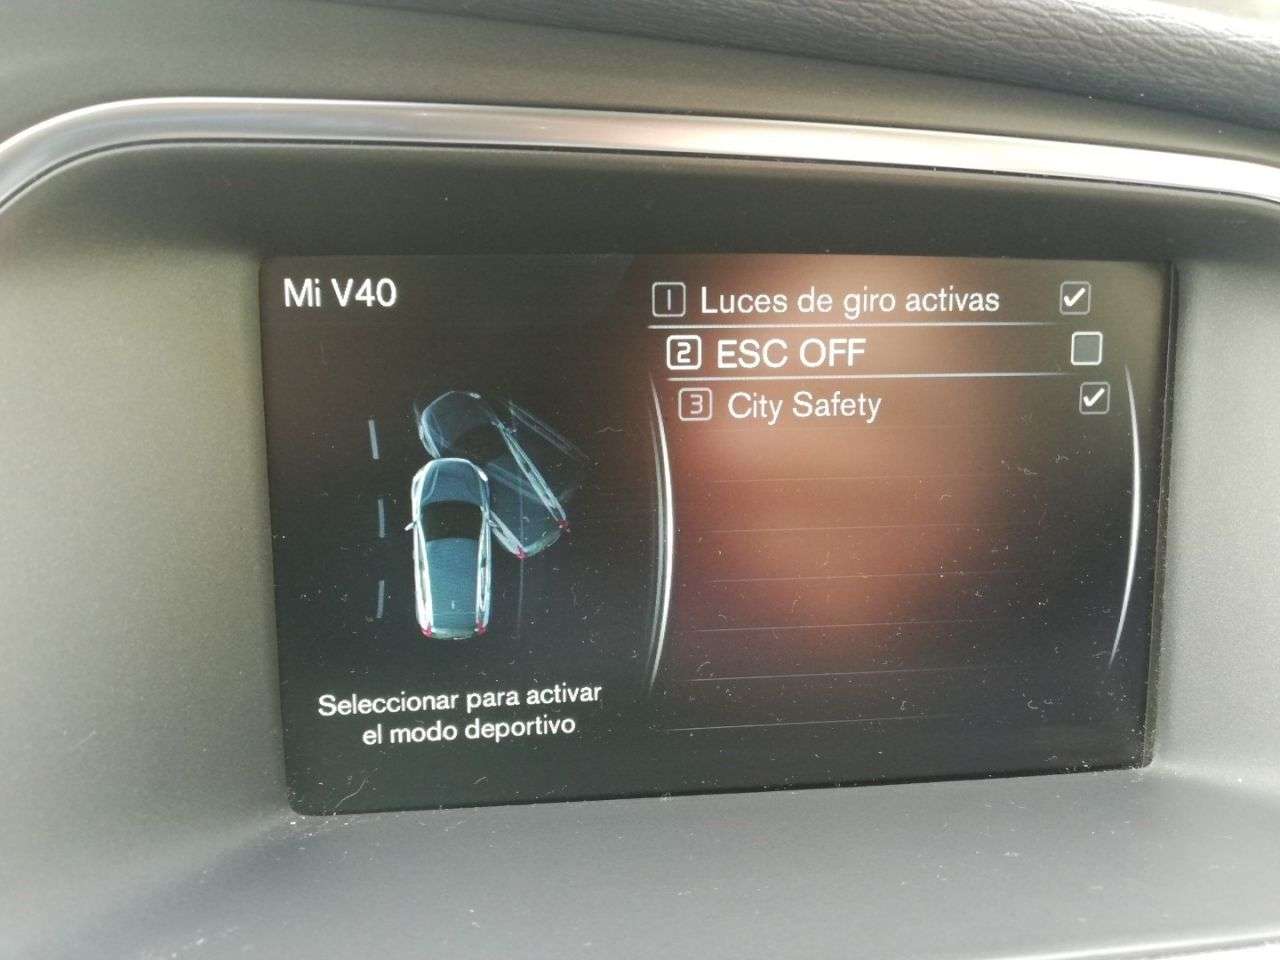 Mi V40
1 Luces de giro activas
2 ESC OFF
3 City Safety
Seleccionar para activar
el modo deportivo